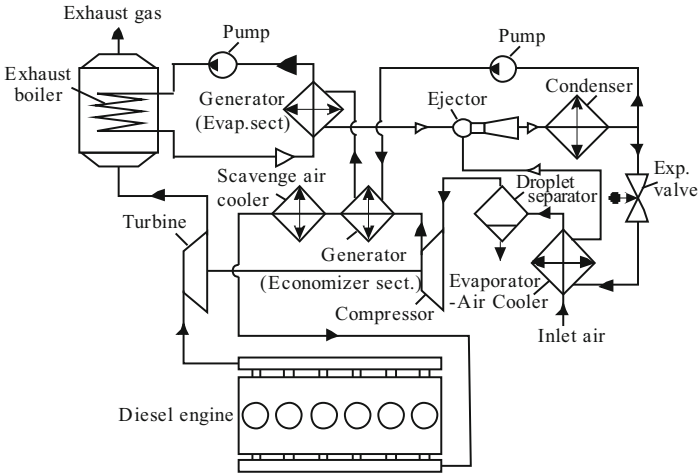 Exhaust gas
Pump
Pump
Exhaust
boiler
Generator
(Evap.sect)
Ejector
Condenser
Scavenge air
cooler
Droplet
separator
Exp.
valve
Turbine
Generator
(Economizer sect.)
Compressor
Evaporator
-Air Cooler
Inlet air
Diesel engine